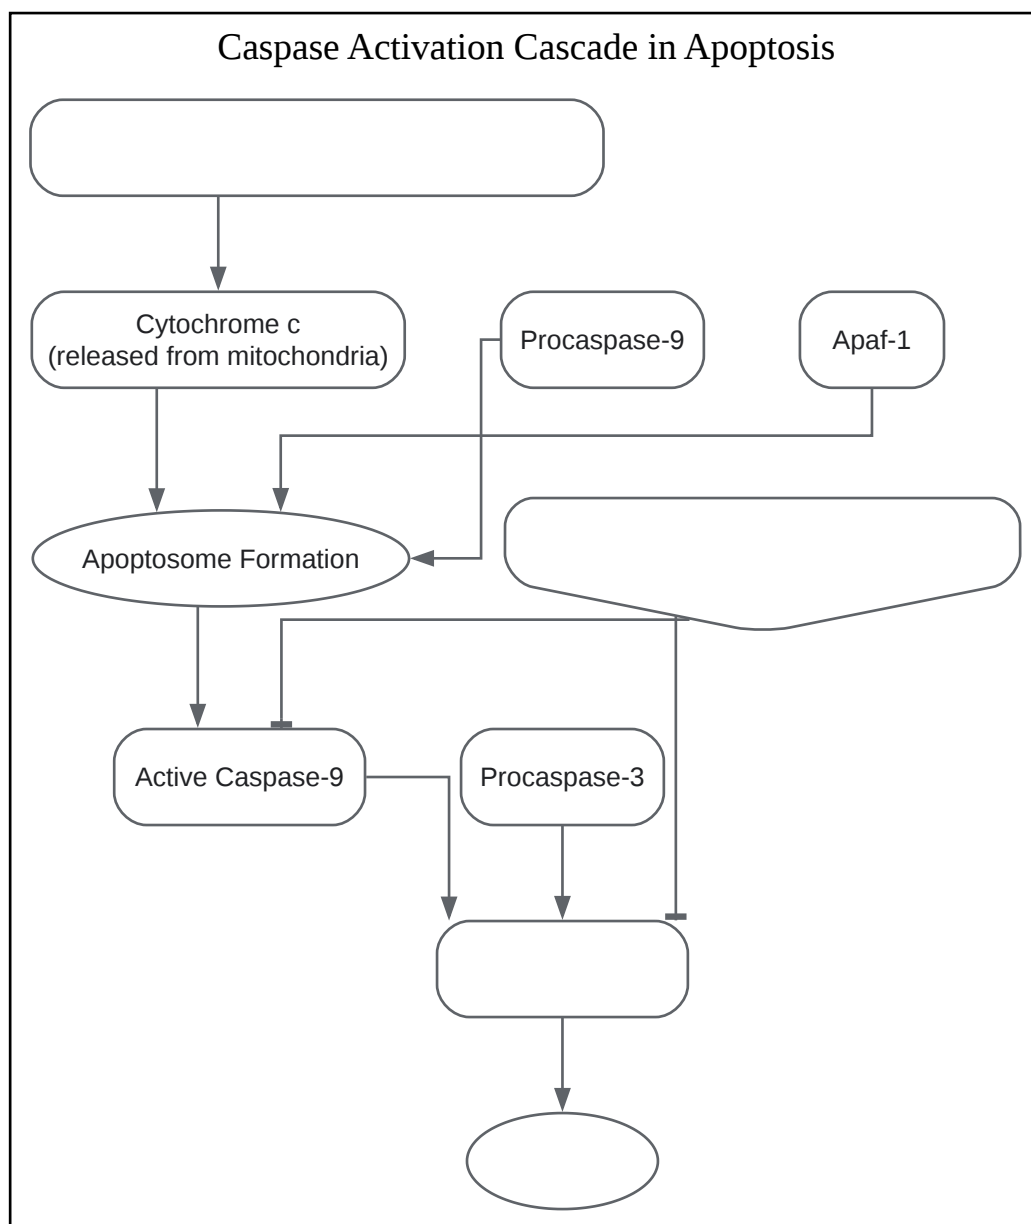 Caspase Activation Cascade in Apoptosis
Cytochrome c
(released from mitochondria)
Procaspase-9
Apaf-1
Apoptosome Formation
Active Caspase-9
Procaspase-3